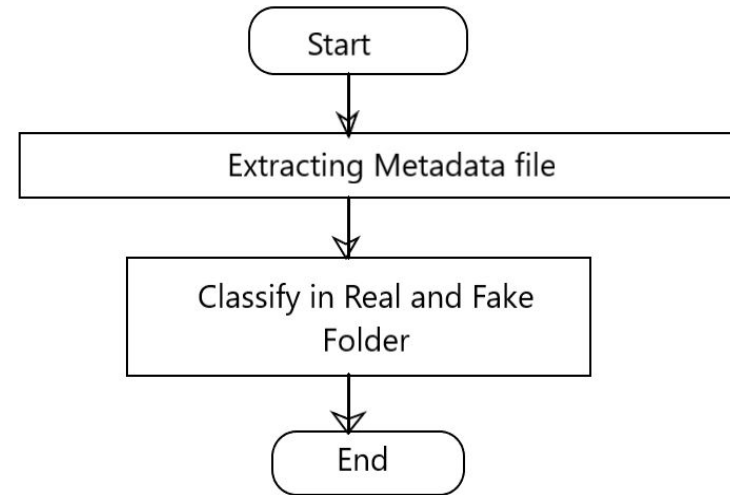 Start
Extracting Metadata file
Classify in Real and Fake
Folder
End